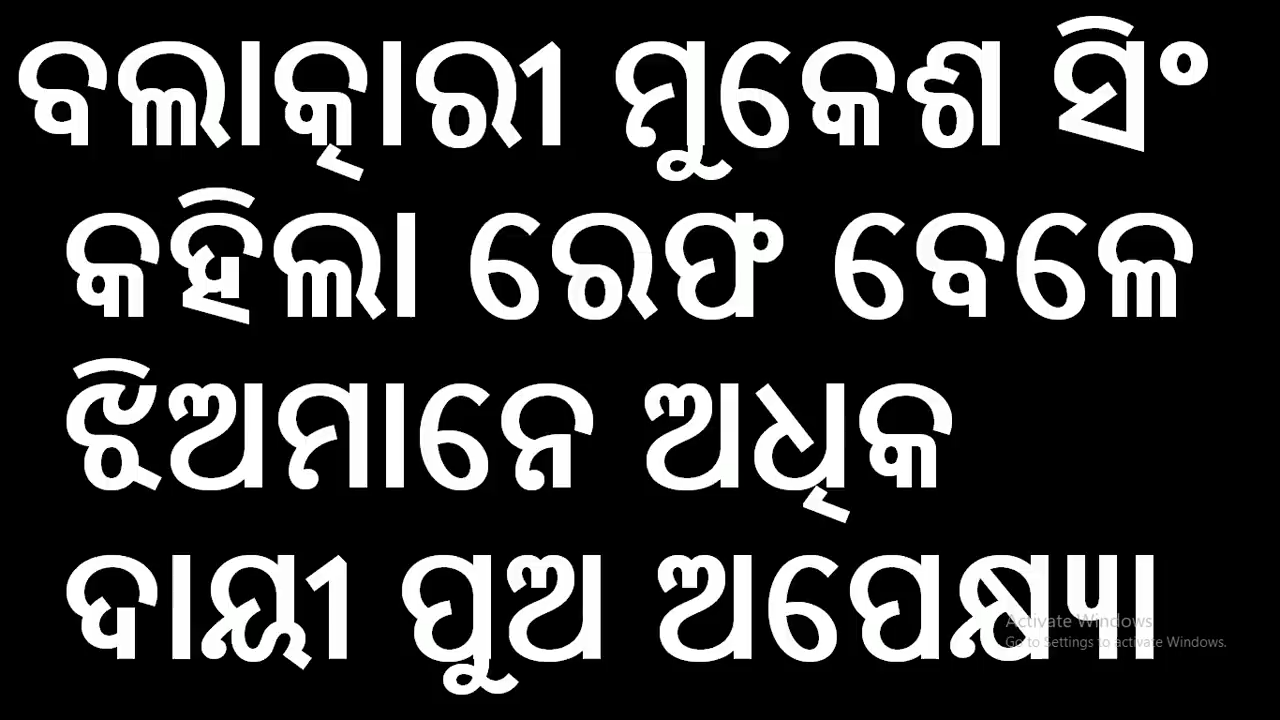 ବଲାତ୍କାରୀ ମୁକେଶ ସିଂ
କହିଲା ରେଫ ବେଳେ
ଝିଅମାନେ ଅଧିକ
ଦାୟୀ ପୁଅ ଅପେକ୍ଷ୍ୟା
Activate Windows
Go to Settings to activate Windows.